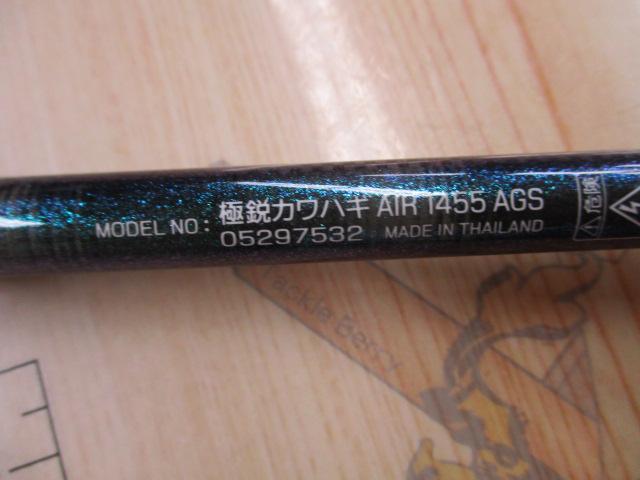 MODEL NO: 極鋭カワハギ AIR 1455 AGS
05297532 MADE IN THAILAND
危険
Tackle Berry